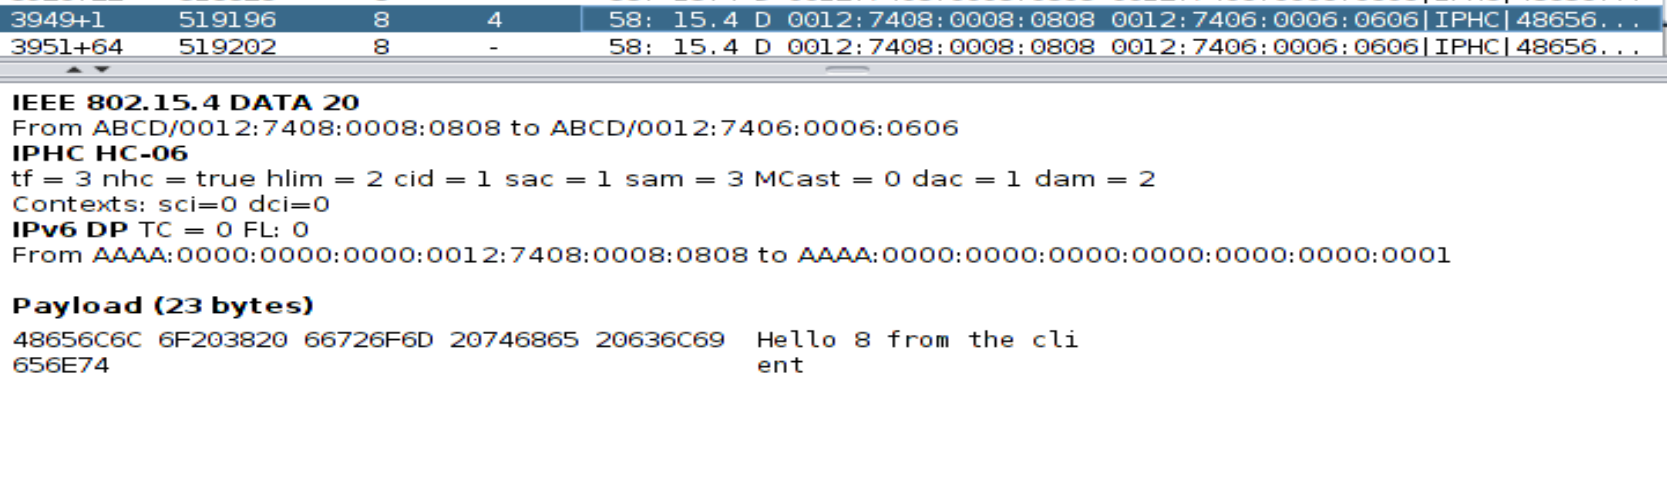 3949+1 519196 8 4 58: 15.4 D 0012:7408:0008:0808 0012:7406:0006:0606|IPHC|48656...
3951+64 519202 8 - 58: 15.4 D 0012:7408:0008:0808 0012:7406:0006:0606|IPHC|48656...
IEEE 802.15.4 DATA 20
From ABCD/0012:7408:0008:0808 to ABCD/0012:7406:0006:0606
IPHC HC-06
tf = 3 nhc = true hlim = 2 cid = 1 sac = 1 sam = 3 MCast = 0 dac = 1 dam = 2
Contexts: sci=0 dci=0
IPv6 DP TC = 0 FL: 0
From AAAA:0000:0000:0000:0012:7408:0008:0808 to AAAA:0000:0000:0000:0000:0000:0000:0001
Payload (23 bytes)
48656C6C 6F203820 66726F6D 20746865 20636C69 Hello 8 from the cli
656E74 ent